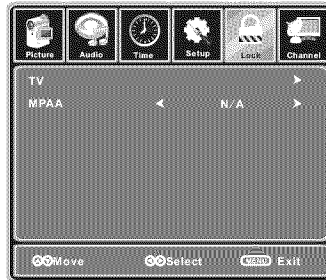 Picture Audio Time Setup Lock Channel
TV
MPAA N/A
Move Select MENU Exit